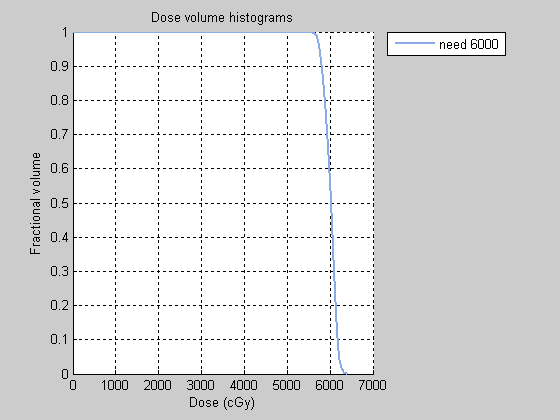 Dose volume histograms
need 6000
1
0.9
0.8
0.7
0.6
0.5
0.4
0.3
0.2
0.1
0
Fractional volume
0 1000 2000 3000 4000 5000 6000 7000
Dose (cGy)